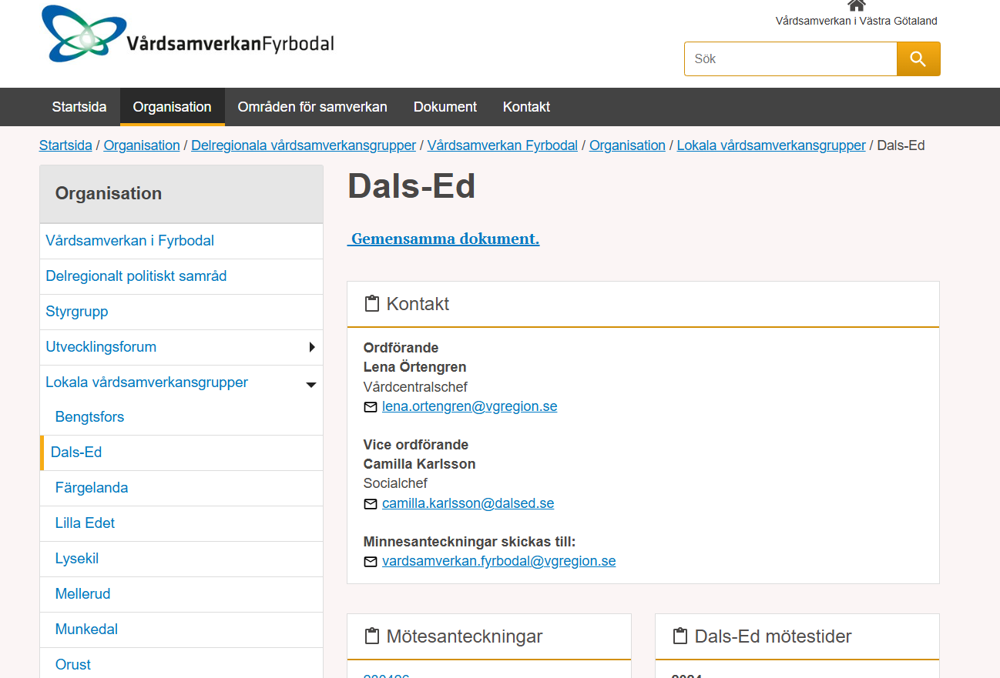 VårdsamverkanFyrbodal
Vårdsamverkan i Västra Götaland
Sök
Startsida Organisation Områden för samverkan Dokument Kontakt
Startsida / Organisation / Delregionala vårdsamverkansgrupper / Vårdsamverkan Fyrbodal / Organisation / Lokala vårdsamverkansgrupper / Dals-Ed
Organisation
Vårdsamverkan i Fyrbodal
Delregionalt politiskt samråd
Styrgrupp
Utvecklingsforum
Lokala vårdsamverkansgrupper
Bengtsfors
Dals-Ed
Färgelanda
Lilla Edet
Lysekil
Mellerud
Munkedal
Orust
Dals-Ed
Gemensamma dokument.
Kontakt
Ordförande
Lena Örtengren
Vårdcentralschef
lena.ortengren@vgregion.se
Vice ordförande
Camilla Karlsson
Socialchef
camilla.karlsson@dalsed.se
Minnesanteckningar skickas till:
vardsamverkan.fyrbodal@vgregion.se
Mötesanteckningar
Dals-Ed mötestider